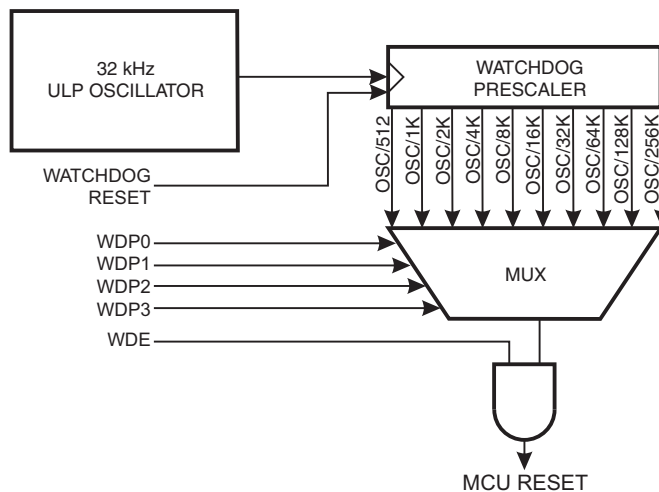 32 kHz
ULP OSCILLATOR
WATCHDOG
PRESCALER
WATCHDOG
RESET
OSC/512
OSC/1K
OSC/2K
OSC/4K
OSC/8K
OSC/16K
OSC/32K
OSC/64K
OSC/128K
OSC/256K
WDP0
WDP1
WDP2
WDP3
WDE
MUX
MCU RESET